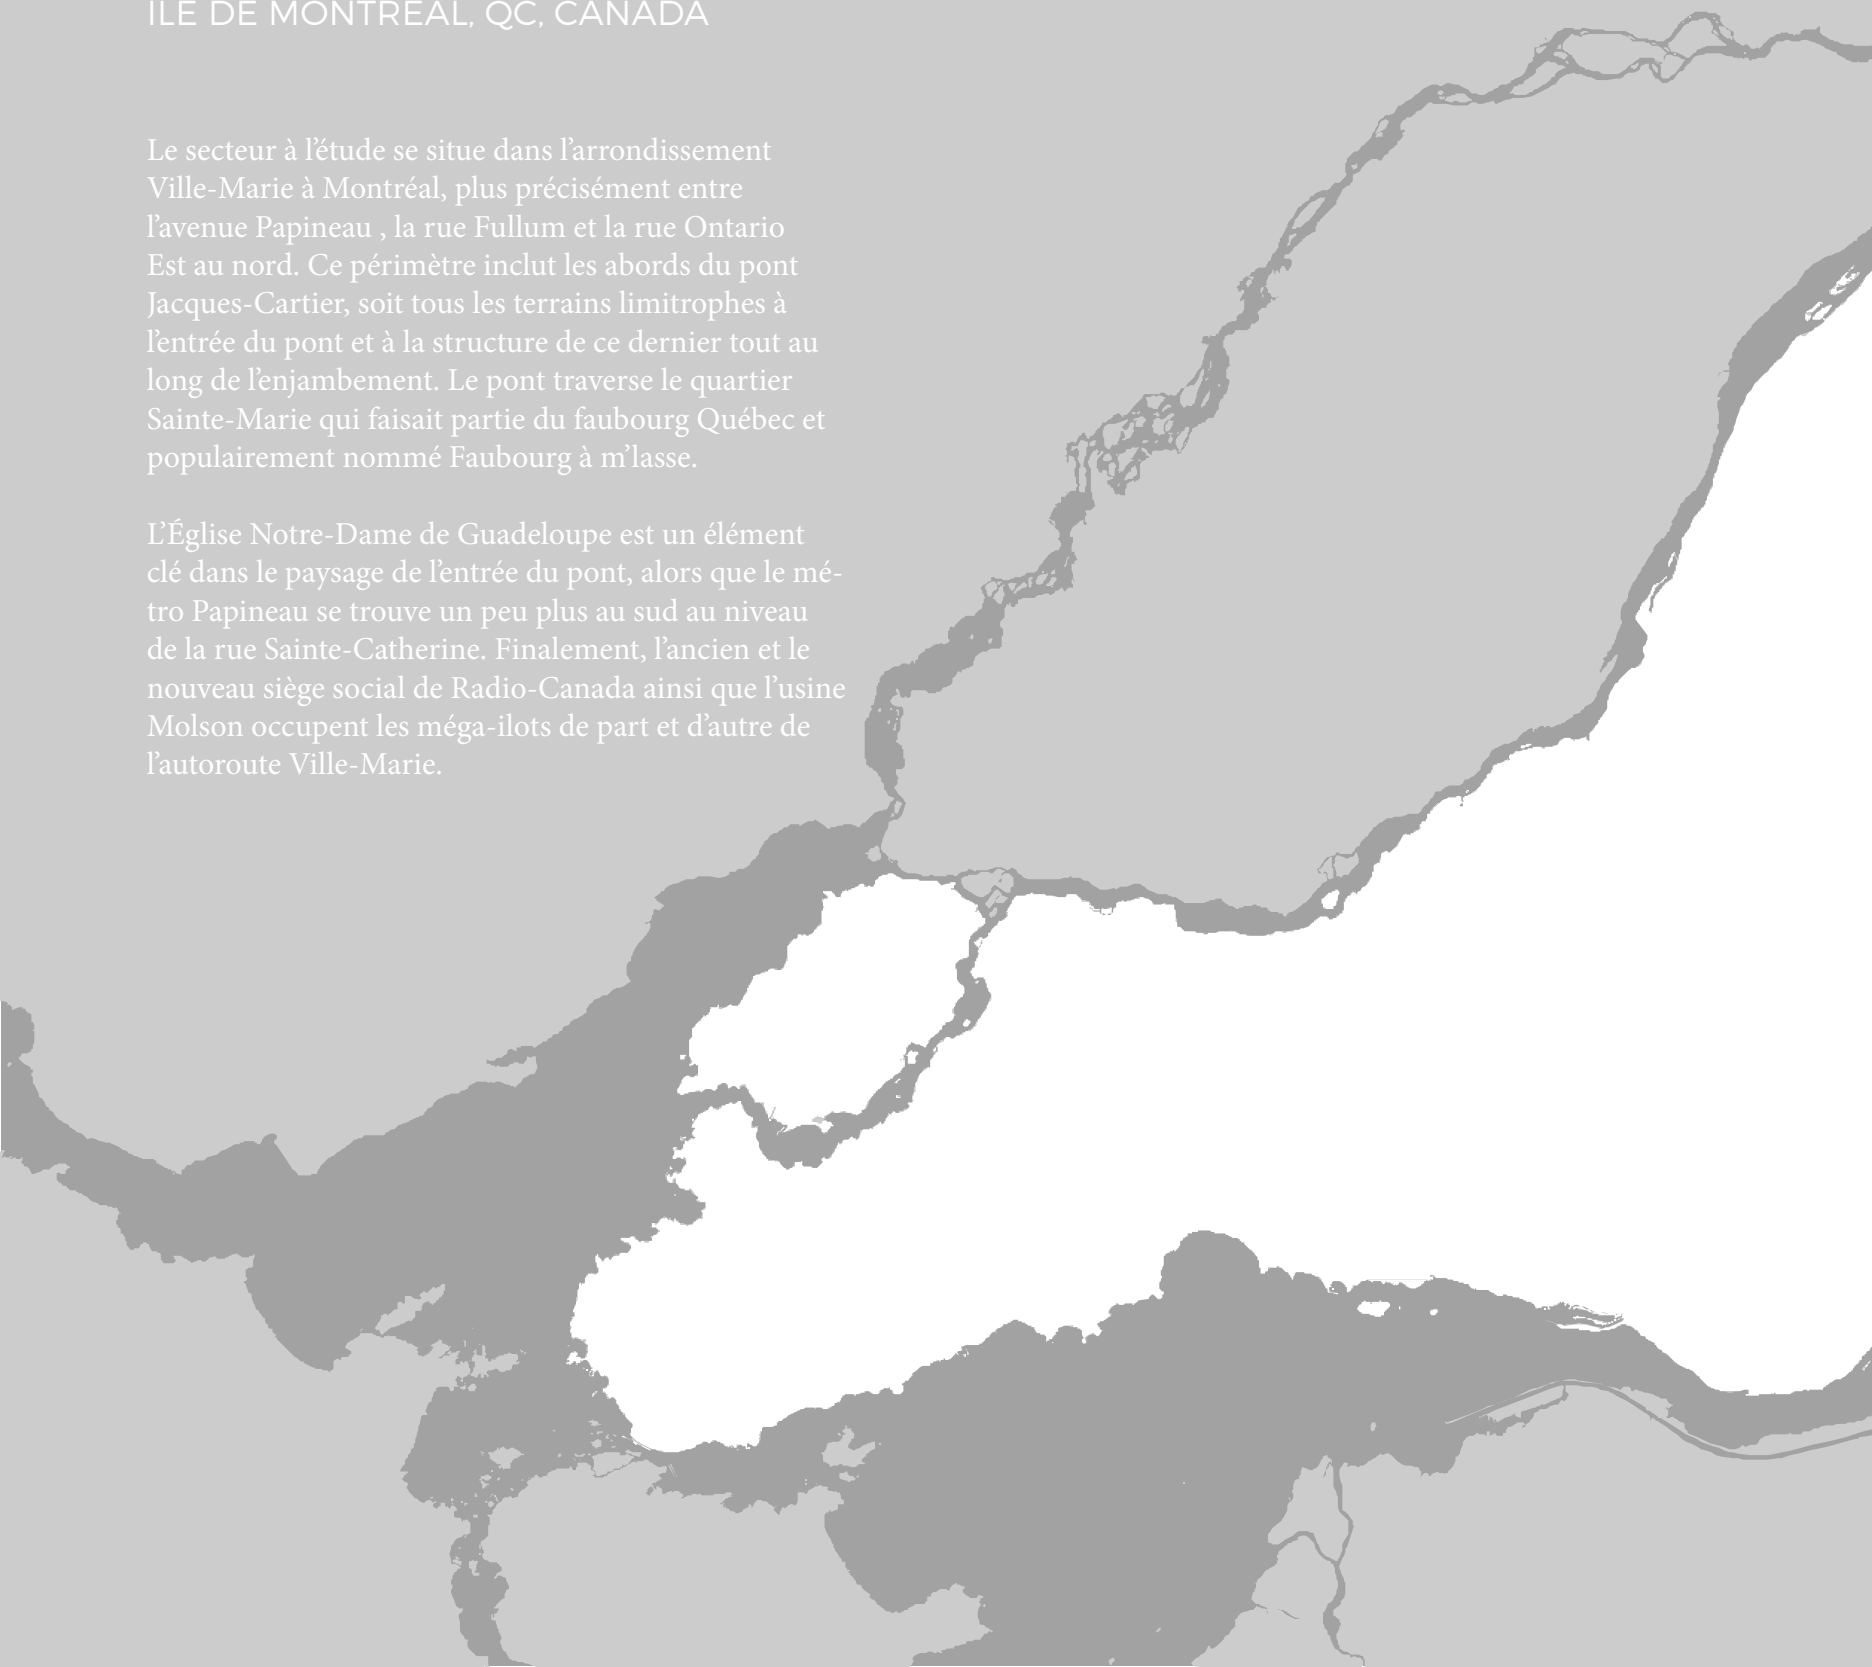 ÎLE DE MONTRÉAL, QC, CANADA
Le secteur à l’étude se situe dans l’arrondissement
Ville-Marie à Montréal, plus précisément entre
l’avenue Papineau , la rue Fullum et la rue Ontario
Est au nord. Ce périmètre inclut les abords du pont
Jacques-Cartier, soit tous les terrains limitrophes à
l’entrée du pont et à la structure de ce dernier tout au
long de l’enjambement. Le pont traverse le quartier
Sainte-Marie qui faisait partie du faubourg Québec et
populairement nommé Faubourg à m’lasse.
L’Église Notre-Dame de Guadeloupe est un élément
clé dans le paysage de l’entrée du pont, alors que le mé-
tro Papineau se trouve un peu plus au sud au niveau
de la rue Sainte-Catherine. Finalement, l’ancien et le
nouveau siège social de Radio-Canada ainsi que l’usine
Molson occupent les méga-ilots de part et d’autre de
l’autoroute Ville-Marie.